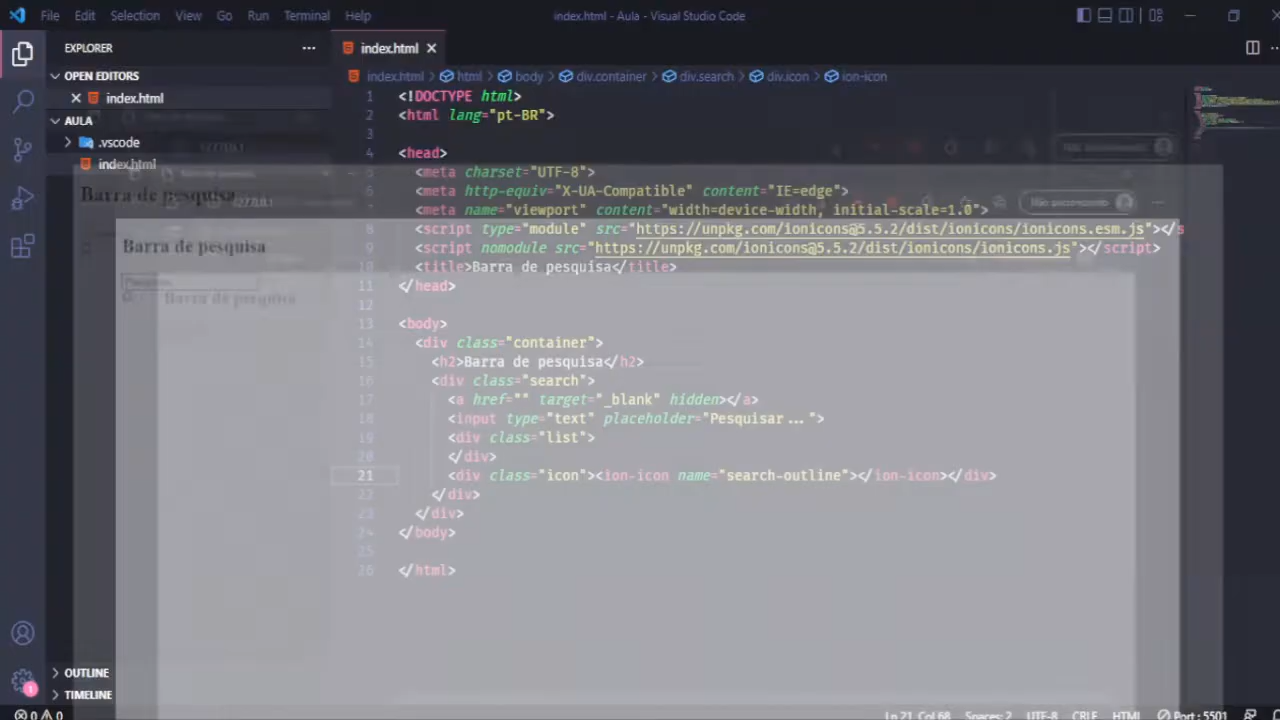 File Edit Selection View Go Run Terminal Help
index.html - Aula - Visual Studio Code
EXPLORER
OPEN EDITORS
index.html
AULA
.vscode
index.html
OUTLINE
TIMELINE
index.html
index.html > html > body > div.container > div.search > div.icon > ion-icon
1 <!DOCTYPE html>
2 <html lang="pt-BR">
3
4 <head>
5 <meta charset="UTF-8">
6 <meta http-equiv="X-UA-Compatible" content="IE=edge">
7 <meta name="viewport" content="width=device-width, initial-scale=1.0">
8 <script type="module" src="https://unpkg.com/ionicons@5.5.2/dist/ionicons/ionicons.esm.js"></s
9 <script nomodule src="https://unpkg.com/ionicons@5.5.2/dist/ionicons/ionicons.js"></script>
10 <title>Barra de pesquisa</title>
11 </head>
12
13 <body>
14 <div class="container">
15 <h2>Barra de pesquisa</h2>
16 <div class="search">
17 <a href="" target="_blank" hidden></a>
18 <input type="text" placeholder="Pesquisar...">
19 <div class="list">
20 </div>
21 <div class="icon"><ion-icon name="search-outline"></ion-icon></div>
22 </div>
23 </div>
24 </body>
25
26 </html>
Barra de pesquisa
Barra de pesquisa
Barra de pesquisa
0 0
Ln 21, Col 68 Spaces: 2 UTF-8 CRLF HTML Port : 5501